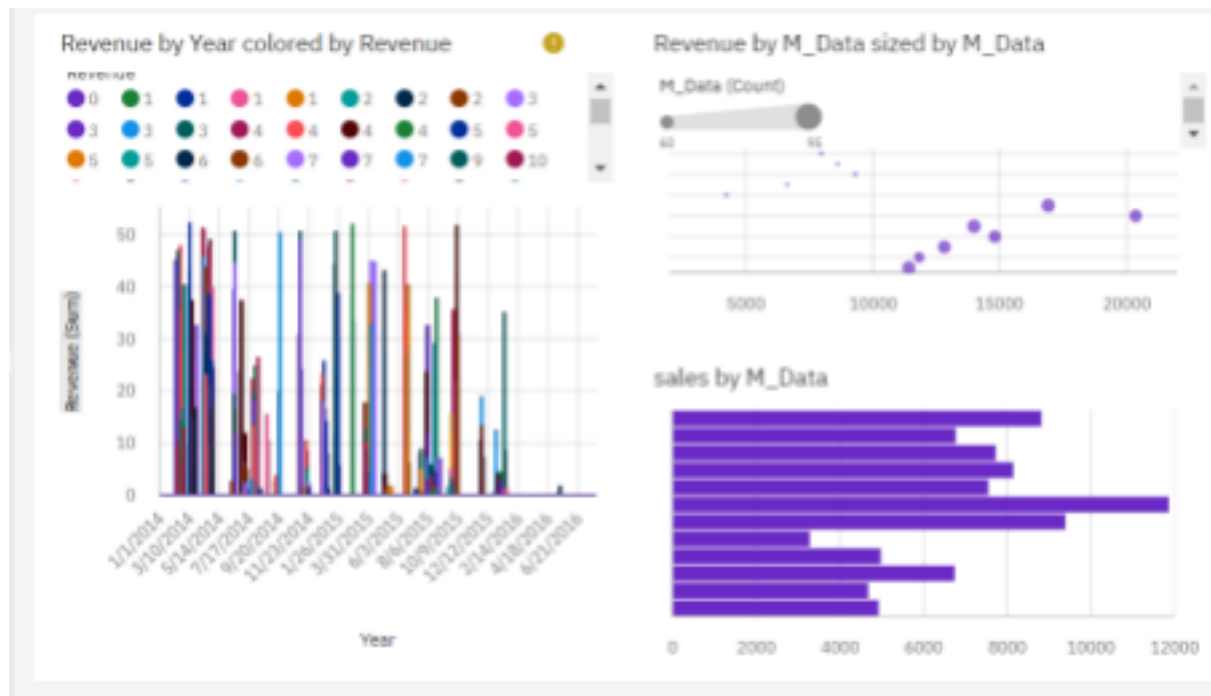 Revenue by Year colored by Revenue
Revenue
0 1 1 1 1 2 2 2 3
3 3 3 4 4 4 4 5 5
5 5 6 6 7 7 7 9 10
Revenue (Sum)
50
40
30
20
10
0
1/1/2014 3/10/2014 5/14/2014 7/17/2014 9/20/2014 11/23/2014 1/26/2015 3/31/2015 6/3/2015 8/6/2015 10/9/2015 12/12/2015 2/14/2016 4/18/2016 6/21/2016
Year
Revenue by M_Data sized by M_Data
M_Data (Count)
5000 10000 15000 20000
sales by M_Data
0 2000 4000 6000 8000 10000 12000